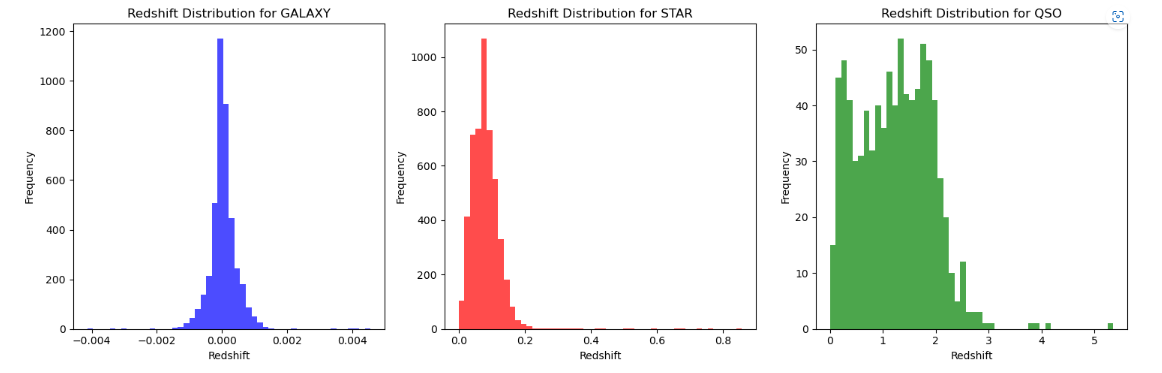 Redshift Distribution for GALAXY
1200
1000
800
600
400
200
0
Frequency
−0.004 −0.002 0.000 0.002 0.004
Redshift
Redshift Distribution for STAR
1000
800
600
400
200
0
Frequency
0.0 0.2 0.4 0.6 0.8
Redshift
Redshift Distribution for QSO
50
40
30
20
10
0
Frequency
0 1 2 3 4 5
Redshift